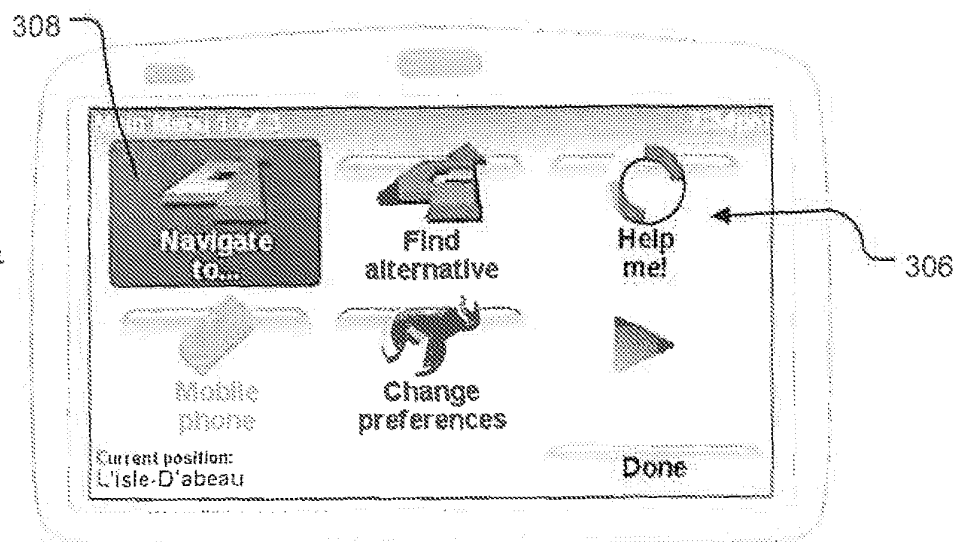 308
Navigate
to...
Find
alternative
Help
me!
306
Mobile
phone
Change
preferences
Current position:
L'isle-D'abeau
Done